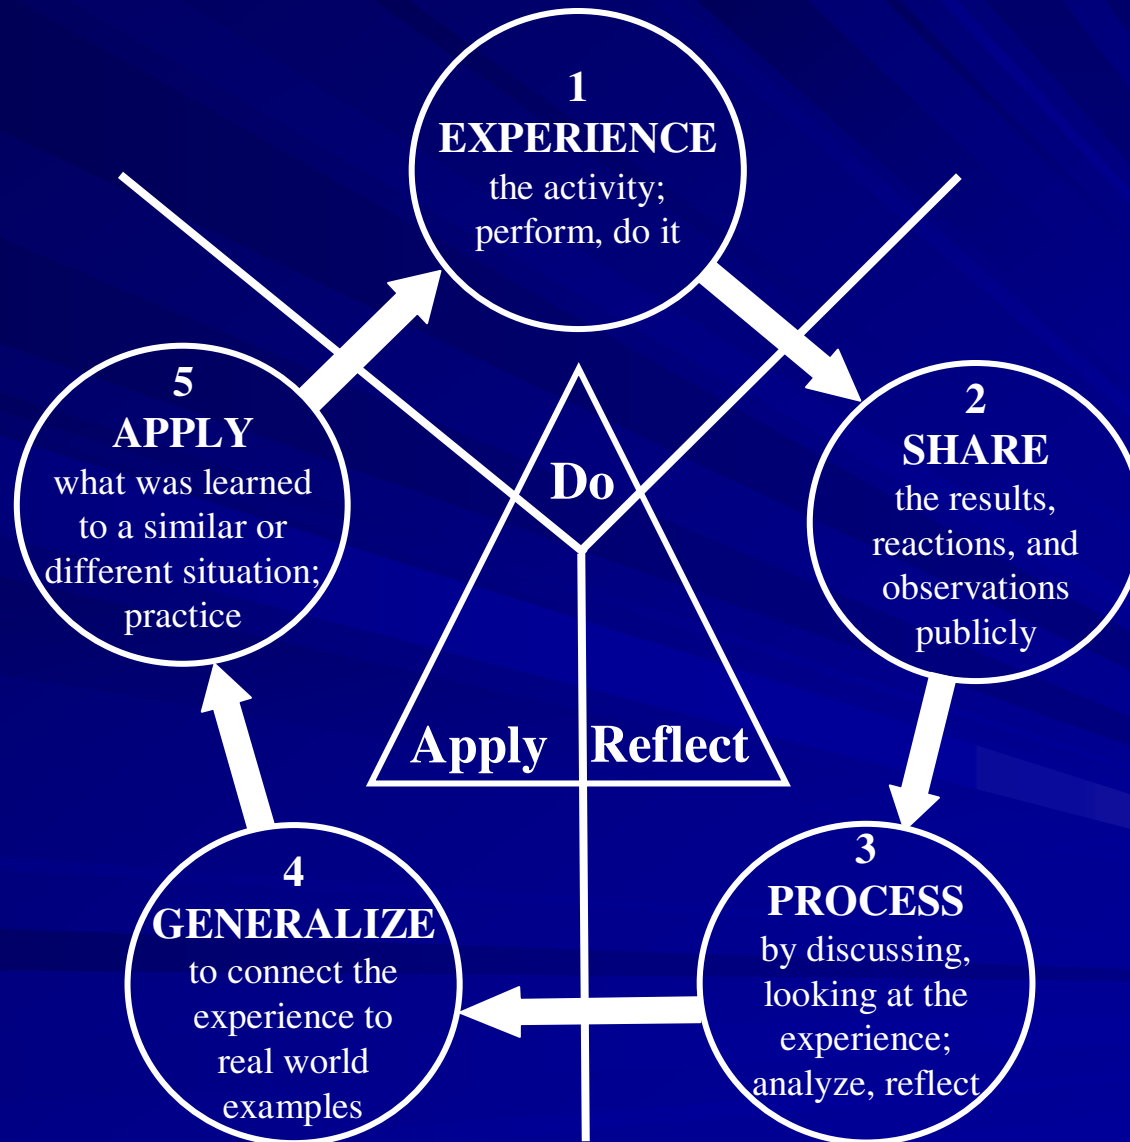 1
EXPERIENCE
the activity;
perform, do it
2
SHARE
the results,
reactions, and
observations
publicly
3
PROCESS
by discussing,
looking at the
experience;
analyze, reflect
4
GENERALIZE
to connect the
experience to
real world
examples
5
APPLY
what was learned
to a similar or
different situation;
practice
Do
Apply
Reflect